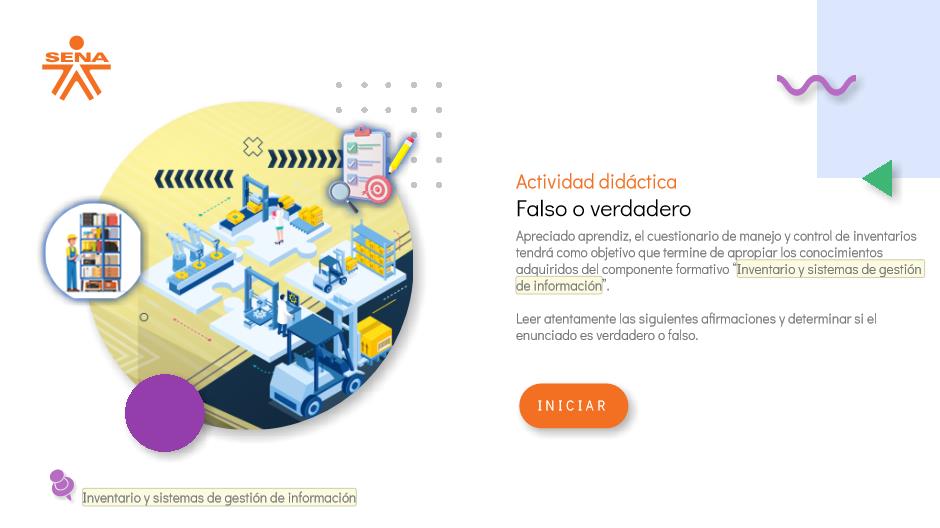 SENA
Actividad didáctica
Falso o verdadero
Apreciado aprendiz, el cuestionario de manejo y control de inventarios
tendrá como objetivo que termine de apropiar los conocimientos
adquiridos del componente formativo “Inventario y sistemas de gestión
de información”.
Leer atentamente las siguientes afirmaciones y determinar si el
enunciado es verdadero o falso.
INICIAR
Inventario y sistemas de gestión de información